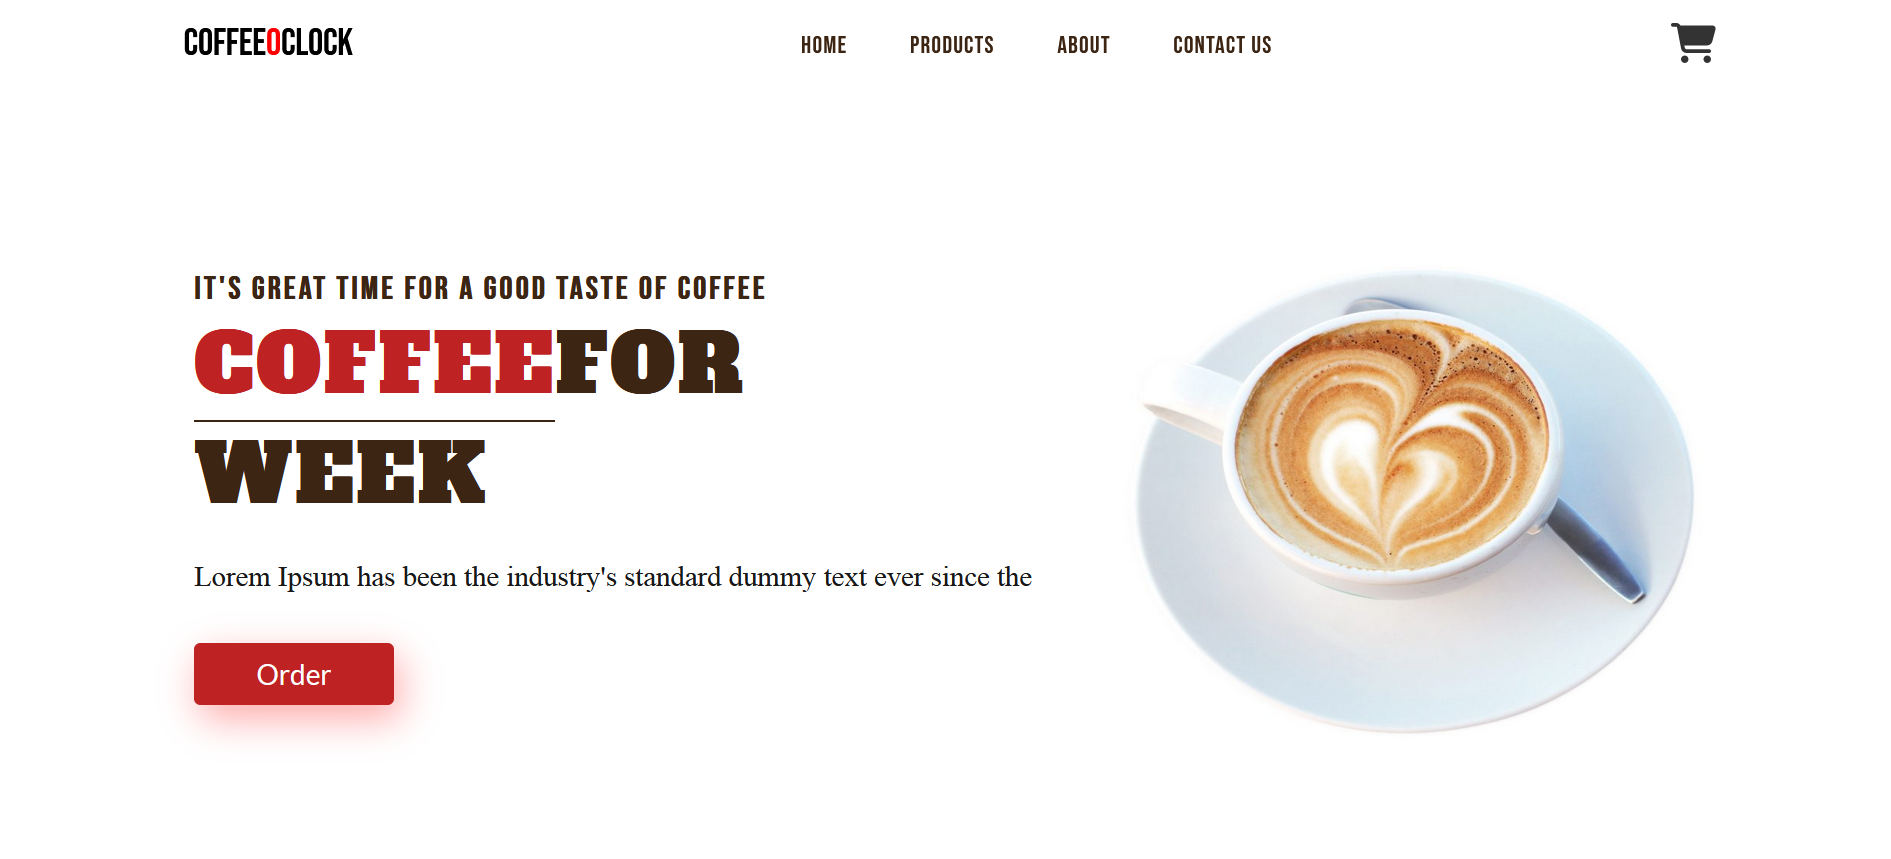 COFFEEOCLOCK
HOME PRODUCTS ABOUT CONTACT US
IT'S GREAT TIME FOR A GOOD TASTE OF COFFEE
COFFEEFOR
WEEK
Lorem Ipsum has been the industry's standard dummy text ever since the
Order